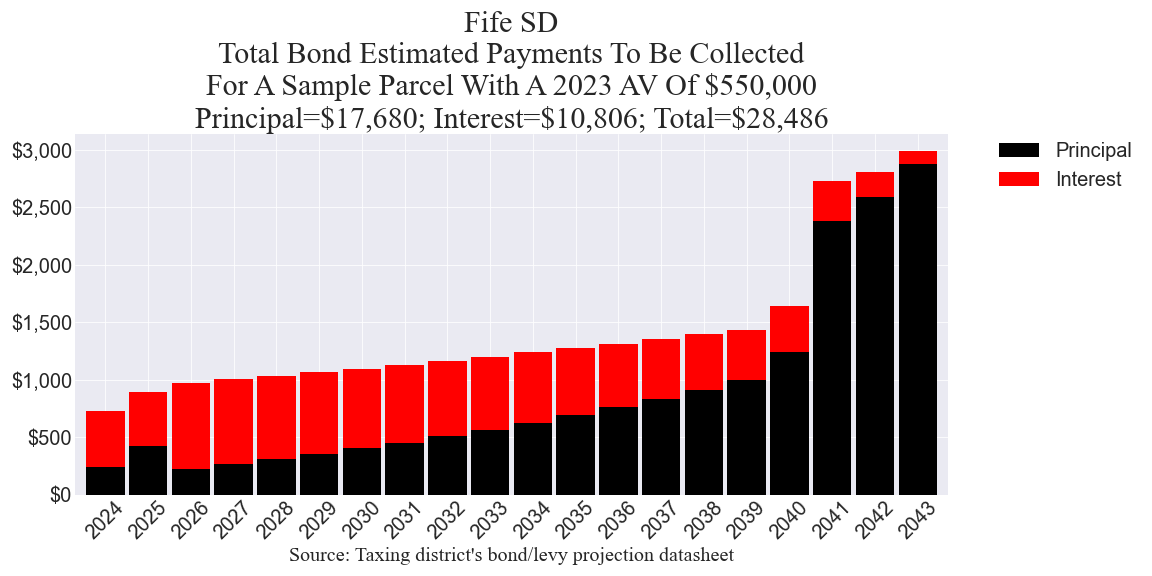 Fife SD
Total Bond Estimated Payments To Be Collected
For A Sample Parcel With A 2023 AV Of $550,000
Principal=$17,680; Interest=$10,806; Total=$28,486
$3,000
$2,500
$2,000
$1,500
$1,000
$500
$0
Principal
Interest
2024 2025 2026 2027 2028 2029 2030 2031 2032 2033 2034 2035 2036 2037 2038 2039 2040 2041 2042 2043
Source: Taxing district's bond/levy projection datasheet